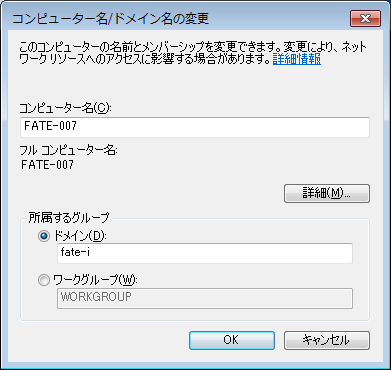 コンピューター名/ドメイン名の変更
このコンピューターの名前とメンバーシップを変更できます。変更により、ネット
ワーク リソースへのアクセスに影響する場合があります。詳細情報
コンピューター名(C):
FATE-007
フル コンピューター名:
FATE-007
詳細(M)...
所属するグループ
ドメイン(D):
fate-i
ワークグループ(W):
WORKGROUP
OK
キャンセル